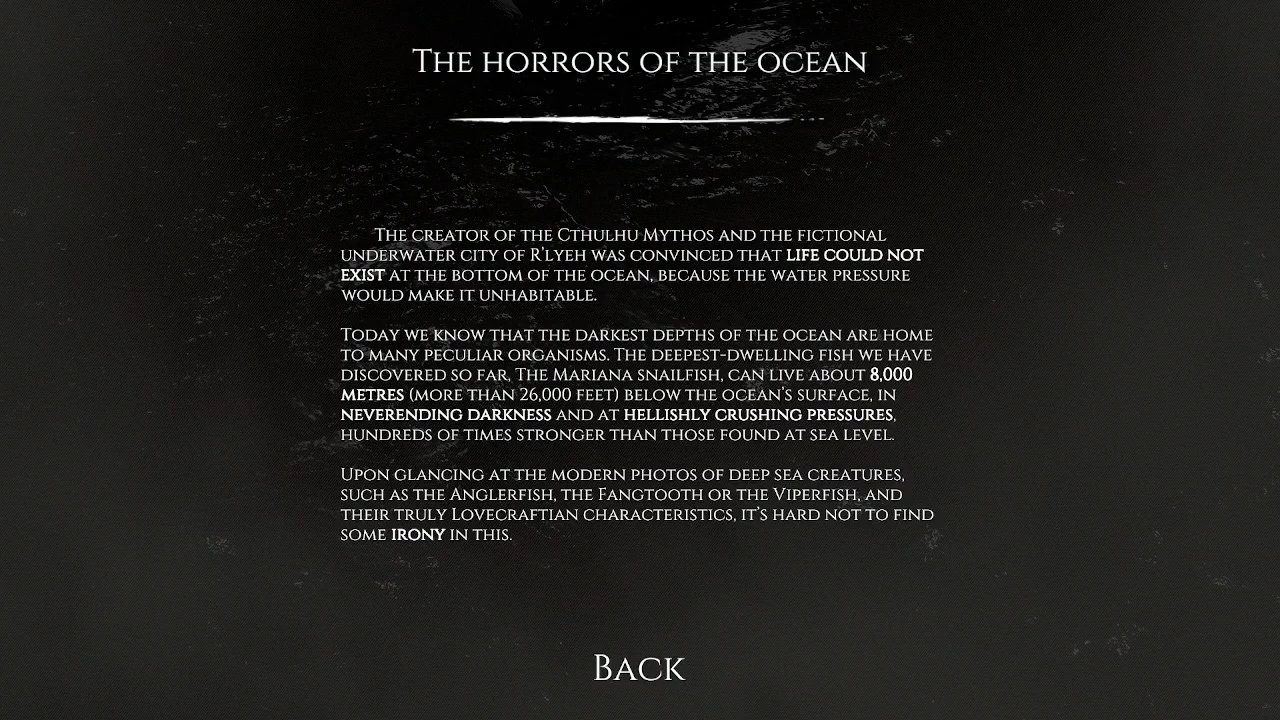 The horrors of the ocean
The creator of the Cthulhu Mythos and the fictional
underwater city of R'lyeh was convinced that life could not
exist at the bottom of the ocean, because the water pressure
would make it unhabitable.
Today we know that the darkest depths of the ocean are home
to many peculiar organisms. The deepest-dwelling fish we have
discovered so far, The Mariana snailfish, can live about 8,000
metres (more than 26,000 feet) below the ocean's surface, in
neverending darkness and at hellishly crushing pressures,
hundreds of times stronger than those found at sea level.
Upon glancing at the modern photos of deep sea creatures,
such as the Anglerfish, the Fangtooth or the Viperfish, and
their truly Lovecraftian characteristics, it's hard not to find
some irony in this.
Back